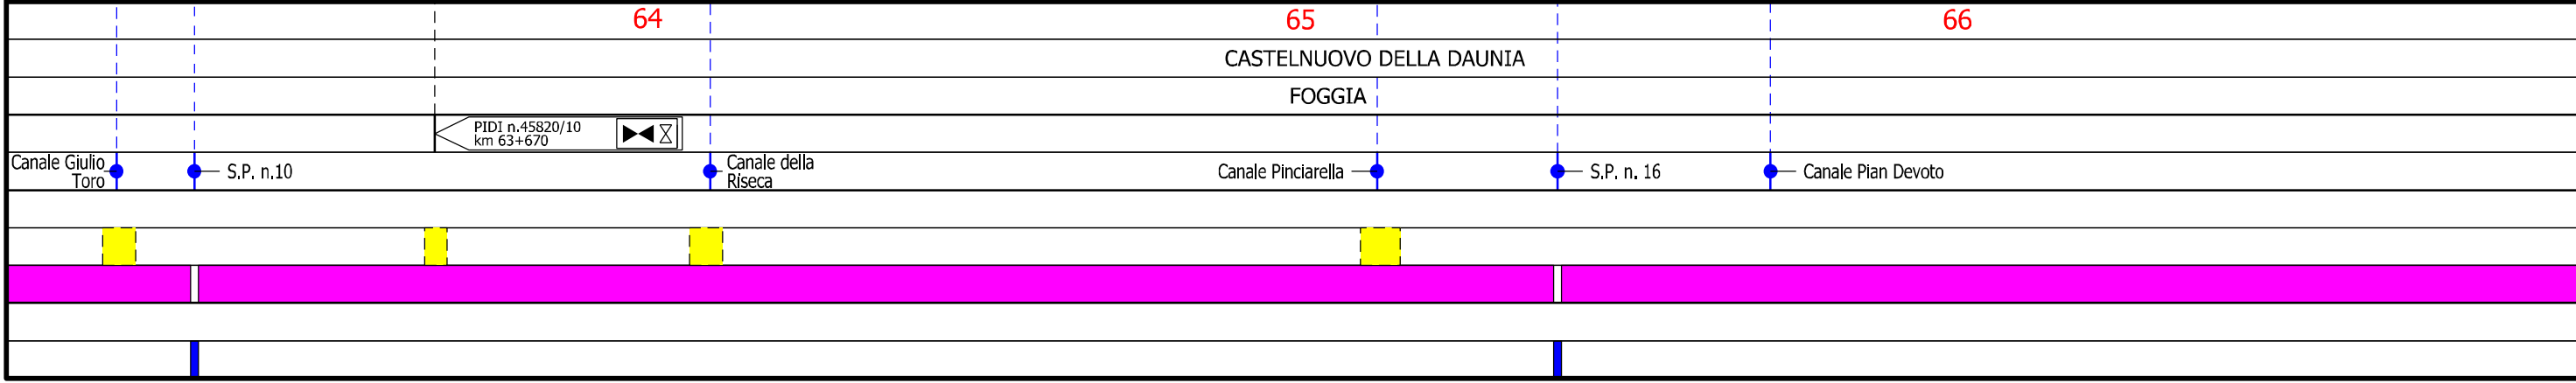 64 65 66
CASTELNUOVO DELLA DAUNIA
FOGGIA
PIDI n.45820/10
km 63+670
Canale Giulio
Toro
S.P. n.10
Canale della
Ríseca
Canale Pinciarella
S.P. n. 16
Canale Pian Devoto